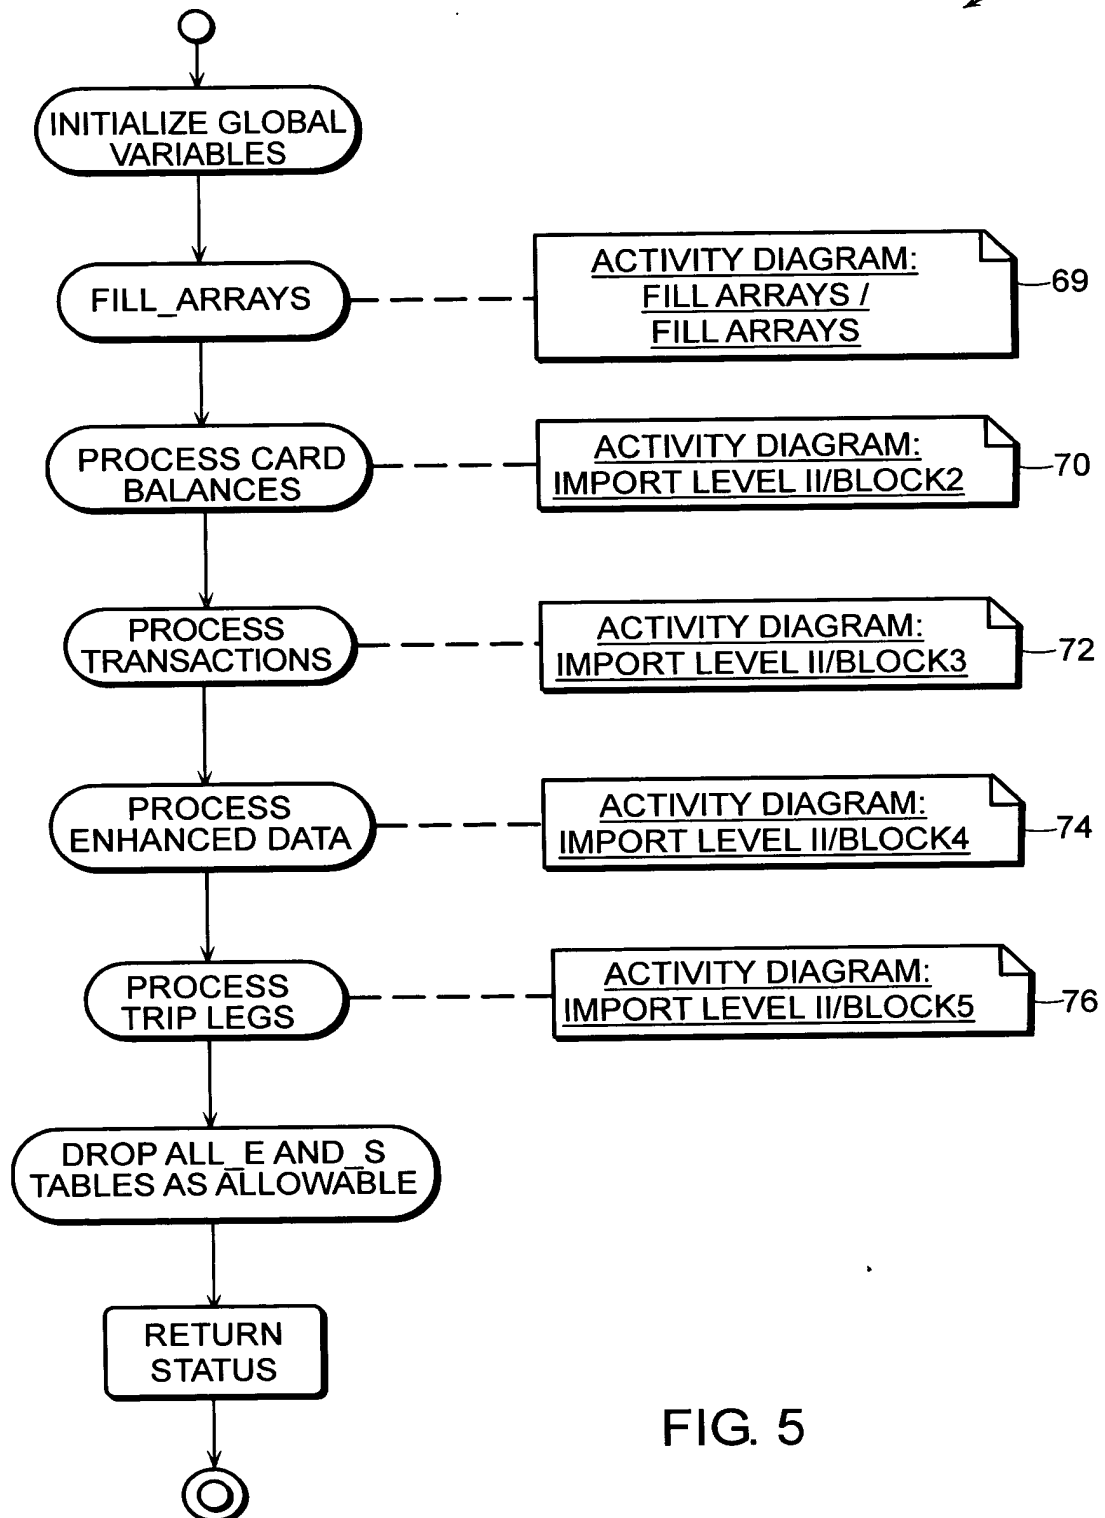 INITIALIZE GLOBAL
VARIABLES
FILL_ARRAYS
ACTIVITY DIAGRAM:
FILL ARRAYS /
FILL ARRAYS
69
PROCESS CARD
BALANCES
ACTIVITY DIAGRAM:
IMPORT LEVEL II/BLOCK2
70
PROCESS
TRANSACTIONS
ACTIVITY DIAGRAM:
IMPORT LEVEL II/BLOCK3
72
PROCESS
ENHANCED DATA
ACTIVITY DIAGRAM:
IMPORT LEVEL II/BLOCK4
74
PROCESS
TRIP LEGS
ACTIVITY DIAGRAM:
IMPORT LEVEL II/BLOCK5
76
DROP ALL_E AND_S
TABLES AS ALLOWABLE
RETURN
STATUS
FIG. 5